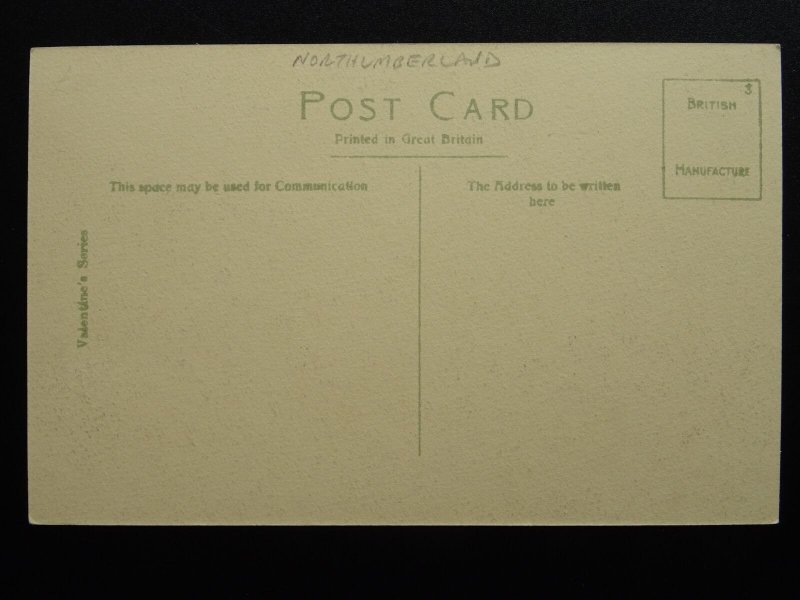 NORTHUMBERLAND
POST CARD
Printed in Great Britain
3
BRITISH
MANUFACTURE
This space may be used for Communication
The Address to be written
here
Valentine's Series